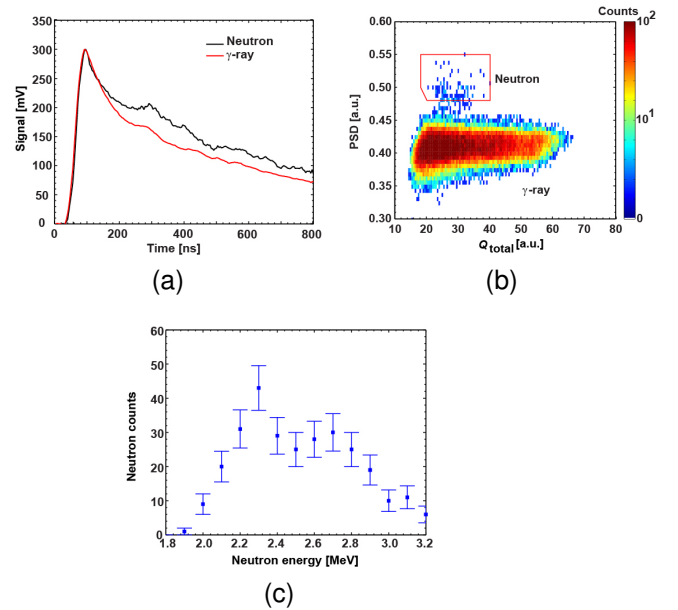 350
300
250
200
150
100
50
0
Signal [mV]
Neutron
γ-ray
0 200 400 600 800
Time [ns]
(a)
Counts
0.60
0.55
0.50
0.45
0.40
0.35
0.30
PSD [a.u.]
Neutron
γ-ray
10 20 30 40 50 60 70 80
Qtotal [a.u.]
10²
10¹
0
(b)
60
50
40
30
20
10
0
Neutron counts
1.8 2.0 2.2 2.4 2.6 2.8 3.0 3.2
Neutron energy [MeV]
(c)